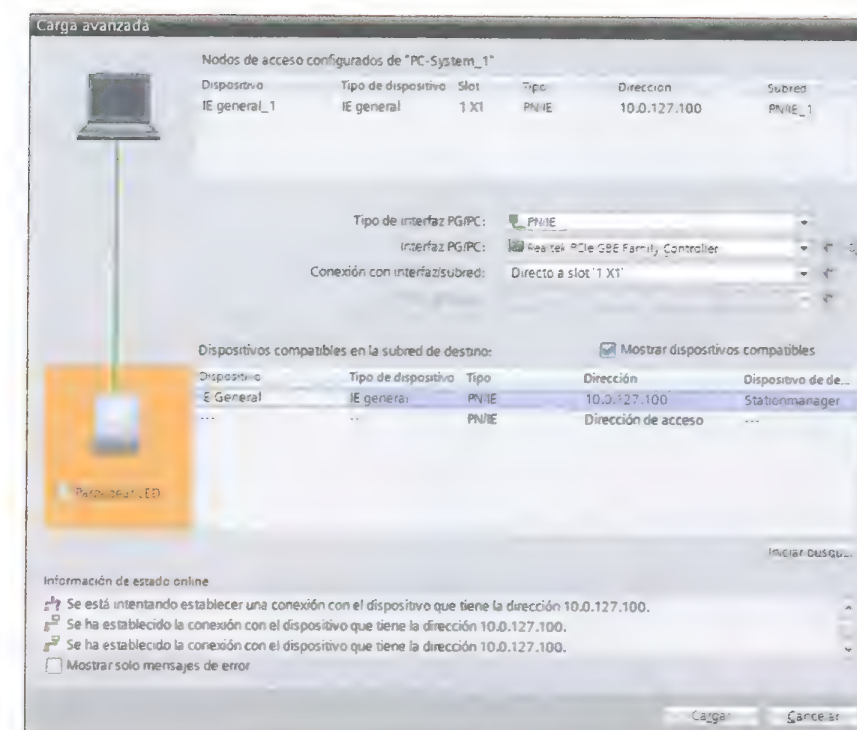 Carga avanzada
Nodos de acceso configurados de "PC-System_1"
Dispositivo Tipo de dispositivo Slot Tipo Dirección Subred
IE general_1 IE general 1 X1 PN/IE 10.0.127.100 PN/IE_1
Tipo de interfaz PG/PC: PN/IE
Interfaz PG/PC: Realtek PCIe GBE Family Controller
Conexión con interfaz/subred: Directo a slot '1 X1'
Dispositivos compatibles en la subred de destino: Mostrar dispositivos compatibles
Dispositivo Tipo de dispositivo Tipo Dirección Dispositivo de de...
IE General IE general PN/IE 10.0.127.100 Stationmanager
--- --- PN/IE Dirección de acceso ---
Parpadear LED
Iniciar búsqu...
Información de estado online
Se está intentando establecer una conexión con el dispositivo que tiene la dirección 10.0.127.100.
Se ha establecido la conexión con el dispositivo que tiene la dirección 10.0.127.100.
Se ha establecido la conexión con el dispositivo que tiene la dirección 10.0.127.100.
Mostrar solo mensajes de error
Cargar Cancelar